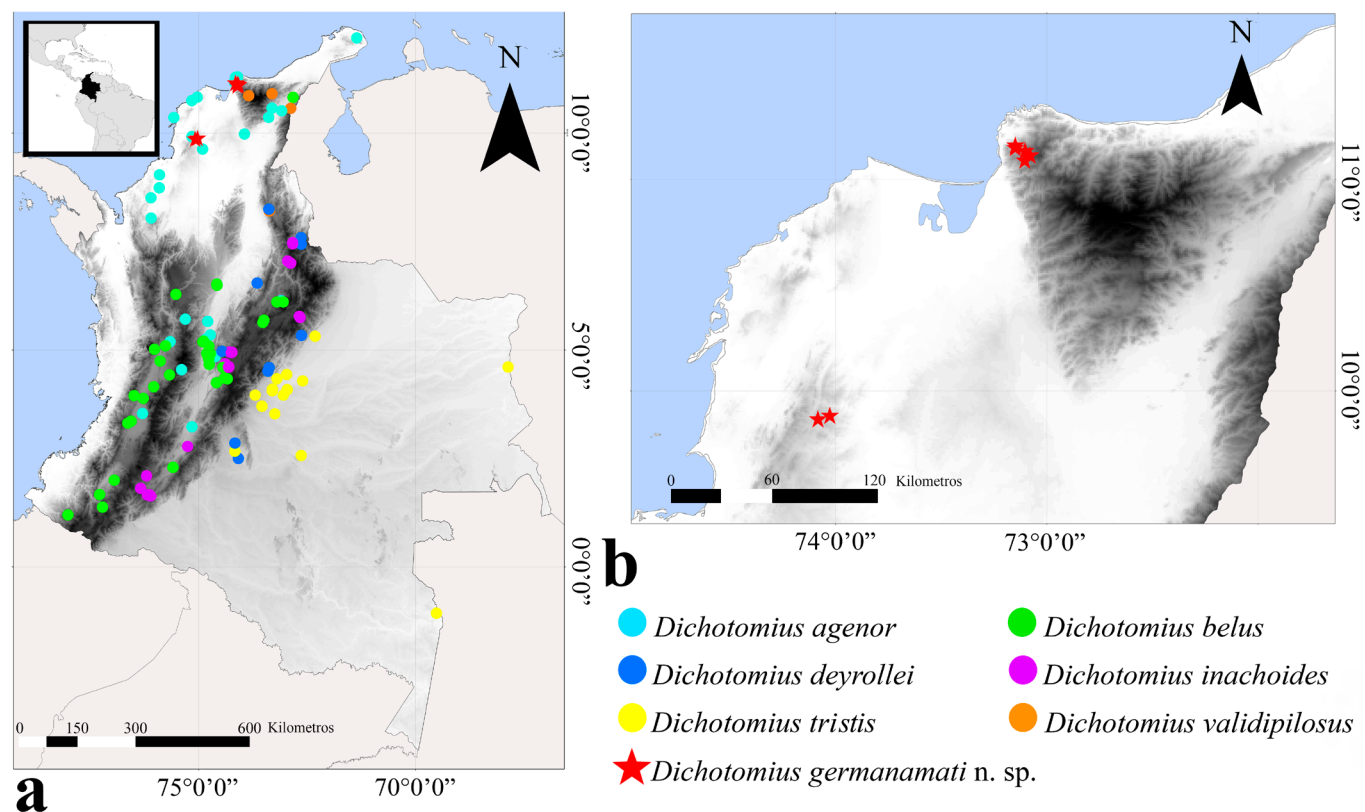 N
10°0’0”
5°0’0”
0°0’0”
0 150 300 600 Kilometros
75°0’0” 70°0’0”
a
N
11°0’0”
10°0’0”
0 60 120 Kilometros
74°0’0” 73°0’0”
b
Dichotomius agenor
Dichotomius belus
Dichotomius deyrollei
Dichotomius inachoides
Dichotomius tristis
Dichotomius validipilosus
Dichotomius germanamati n. sp.